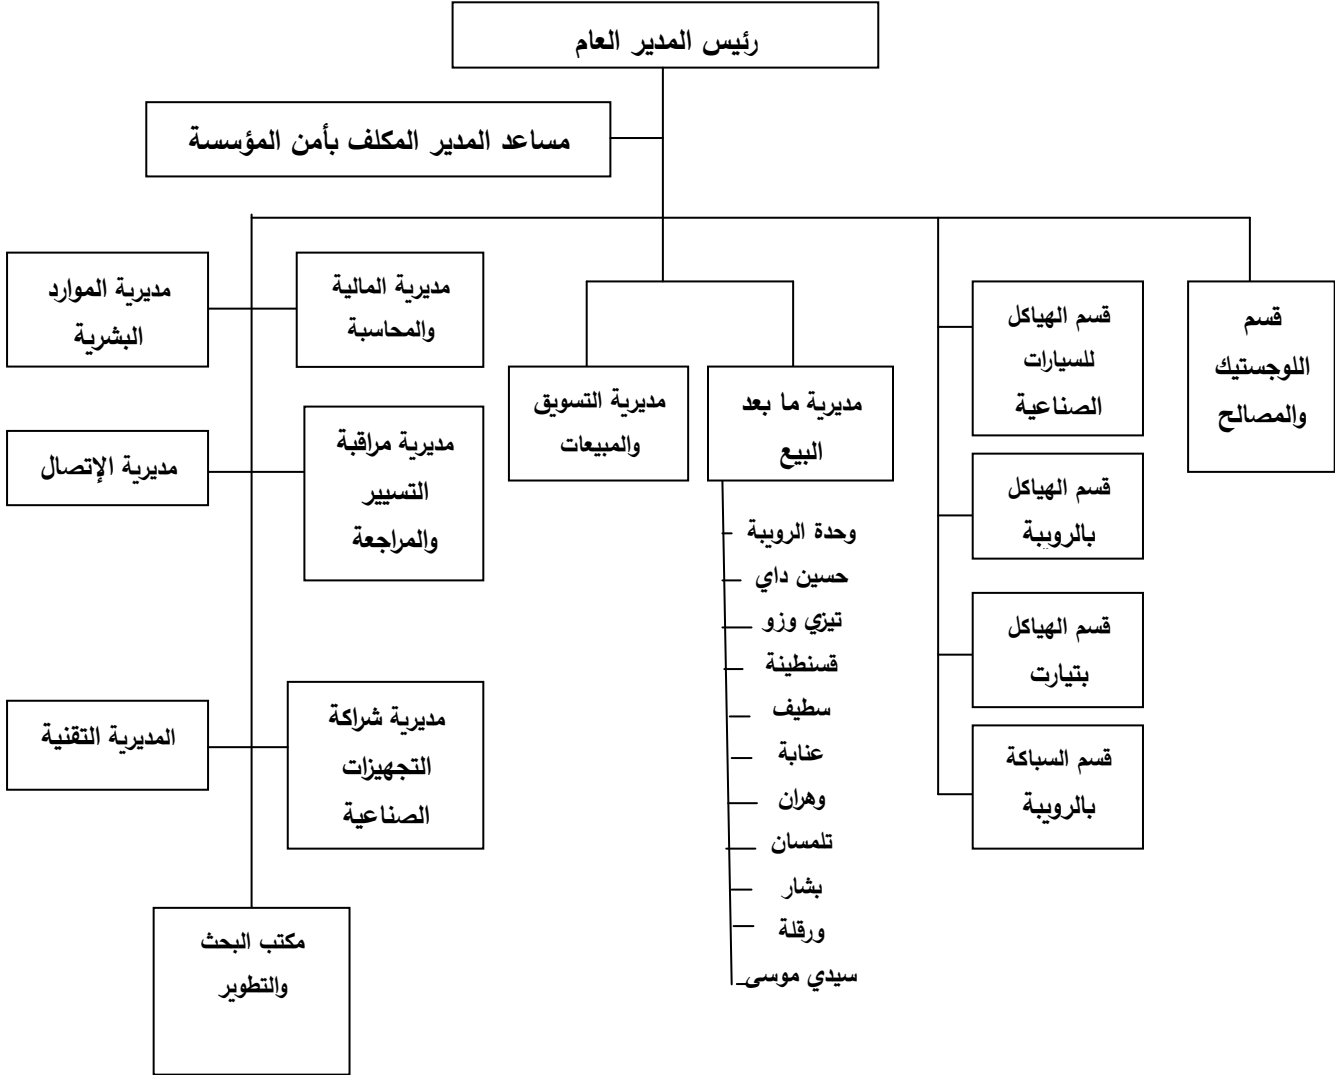 رئيس المدير العام
مساعد المدير المكلف بأمن المؤسسة
قسم
اللوجستيك
والمصالح
قسم الهياكل
للسيارات
الصناعية
قسم الهياكل
بالرويبة
قسم الهياكل
بتيارت
قسم السباكة
بالرويبة
مديرية ما بعد
البيع
وحدة الرويبة
حسين داي
تيزي وزو
قسنطينة
سطيف
عنابة
وهران
تلمسان
بشار
ورقلة
سيدي موسى
مديرية التسويق
والمبيعات
مديرية المالية
والمحاسبة
مديرية الموارد
البشرية
مديرية مراقبة
التسيير
والمراجعة
مديرية الإتصال
مديرية شراكة
التجهيزات
الصناعية
المديرية التقنية
مكتب البحث
والتطوير